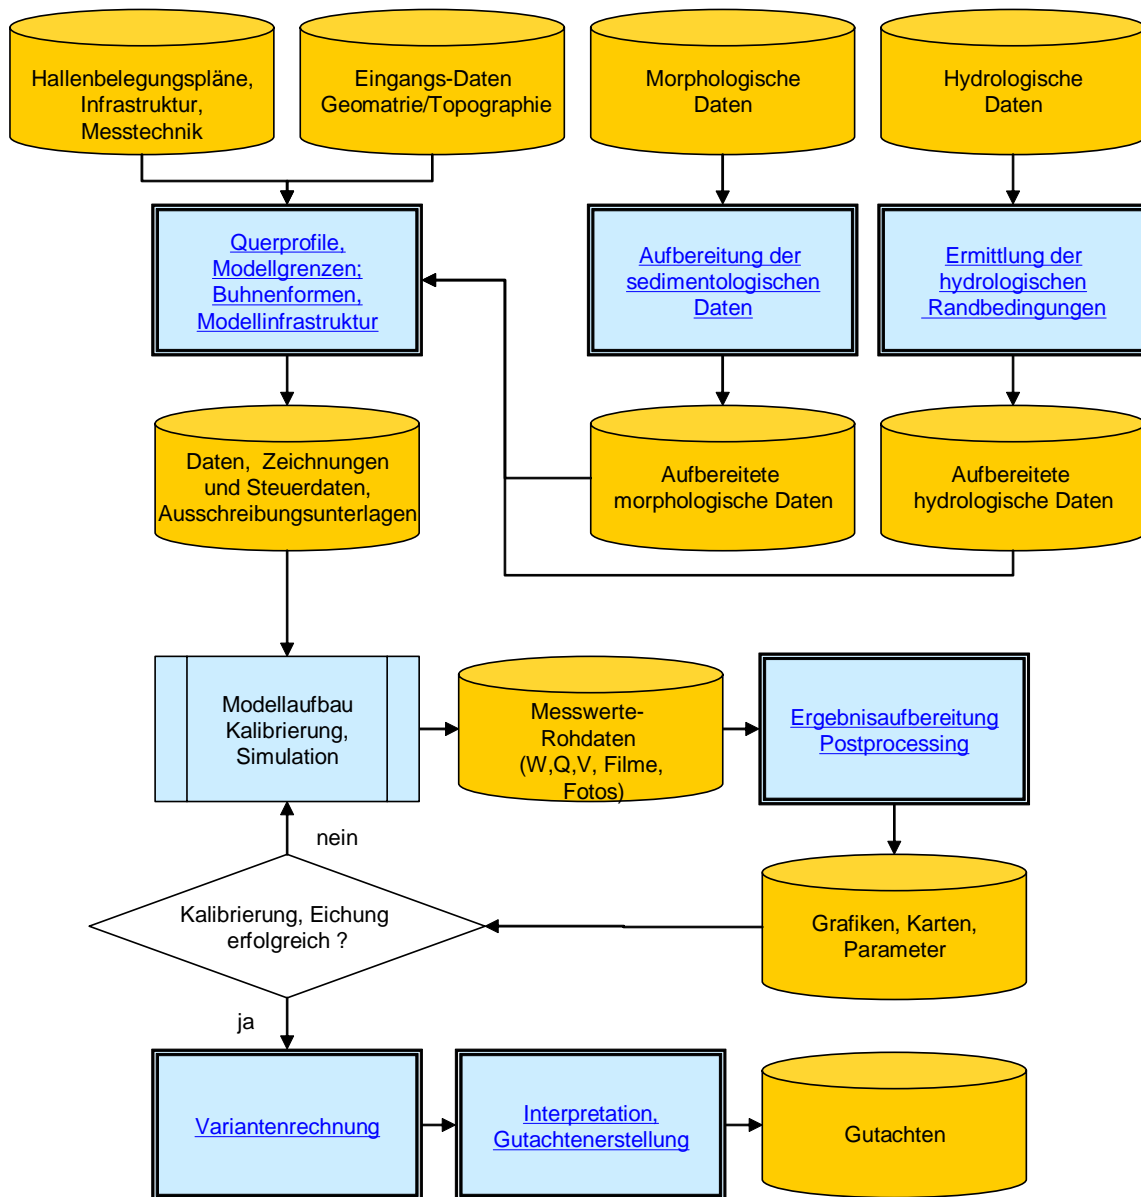 Hallenbelegungspläne,
Infrastruktur,
Messtechnik
Eingangs-Daten
Geomatrie/Topographie
Morphologische
Daten
Hydrologische
Daten
Querprofile,
Modellgrenzen;
Buhnenformen,
Modellinfrastruktur
Aufbereitung der
sedimentologischen
Daten
Ermittlung der
hydrologischen
Randbedingungen
Daten, Zeichnungen
und Steuerdaten,
Ausschreibungsunterlagen
Aufbereitete
morphologische Daten
Aufbereitete
hydrologische Daten
Modellaufbau
Kalibrierung,
Simulation
Messwerte-
Rohdaten
(W,Q,V, Filme,
Fotos)
Ergebnisaufbereitung
Postprocessing
nein
Kalibrierung, Eichung
erfolgreich ?
Grafiken, Karten,
Parameter
ja
Variantenrechnung
Interpretation,
Gutachtenerstellung
Gutachten